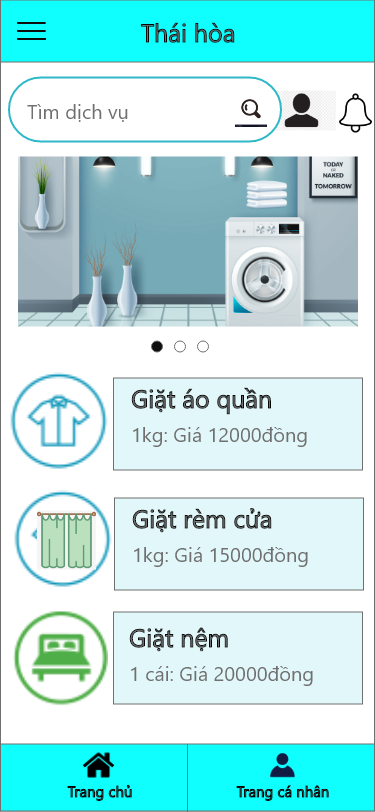 Thái hòa
Tìm dịch vụ
TODAY
or
NAKED
TOMORROW
Giặt áo quần
1kg: Giá 12000đồng
Giặt rèm cửa
1kg: Giá 15000đồng
Giặt nệm
1 cái: Giá 20000đồng
Trang chủ
Trang cá nhân